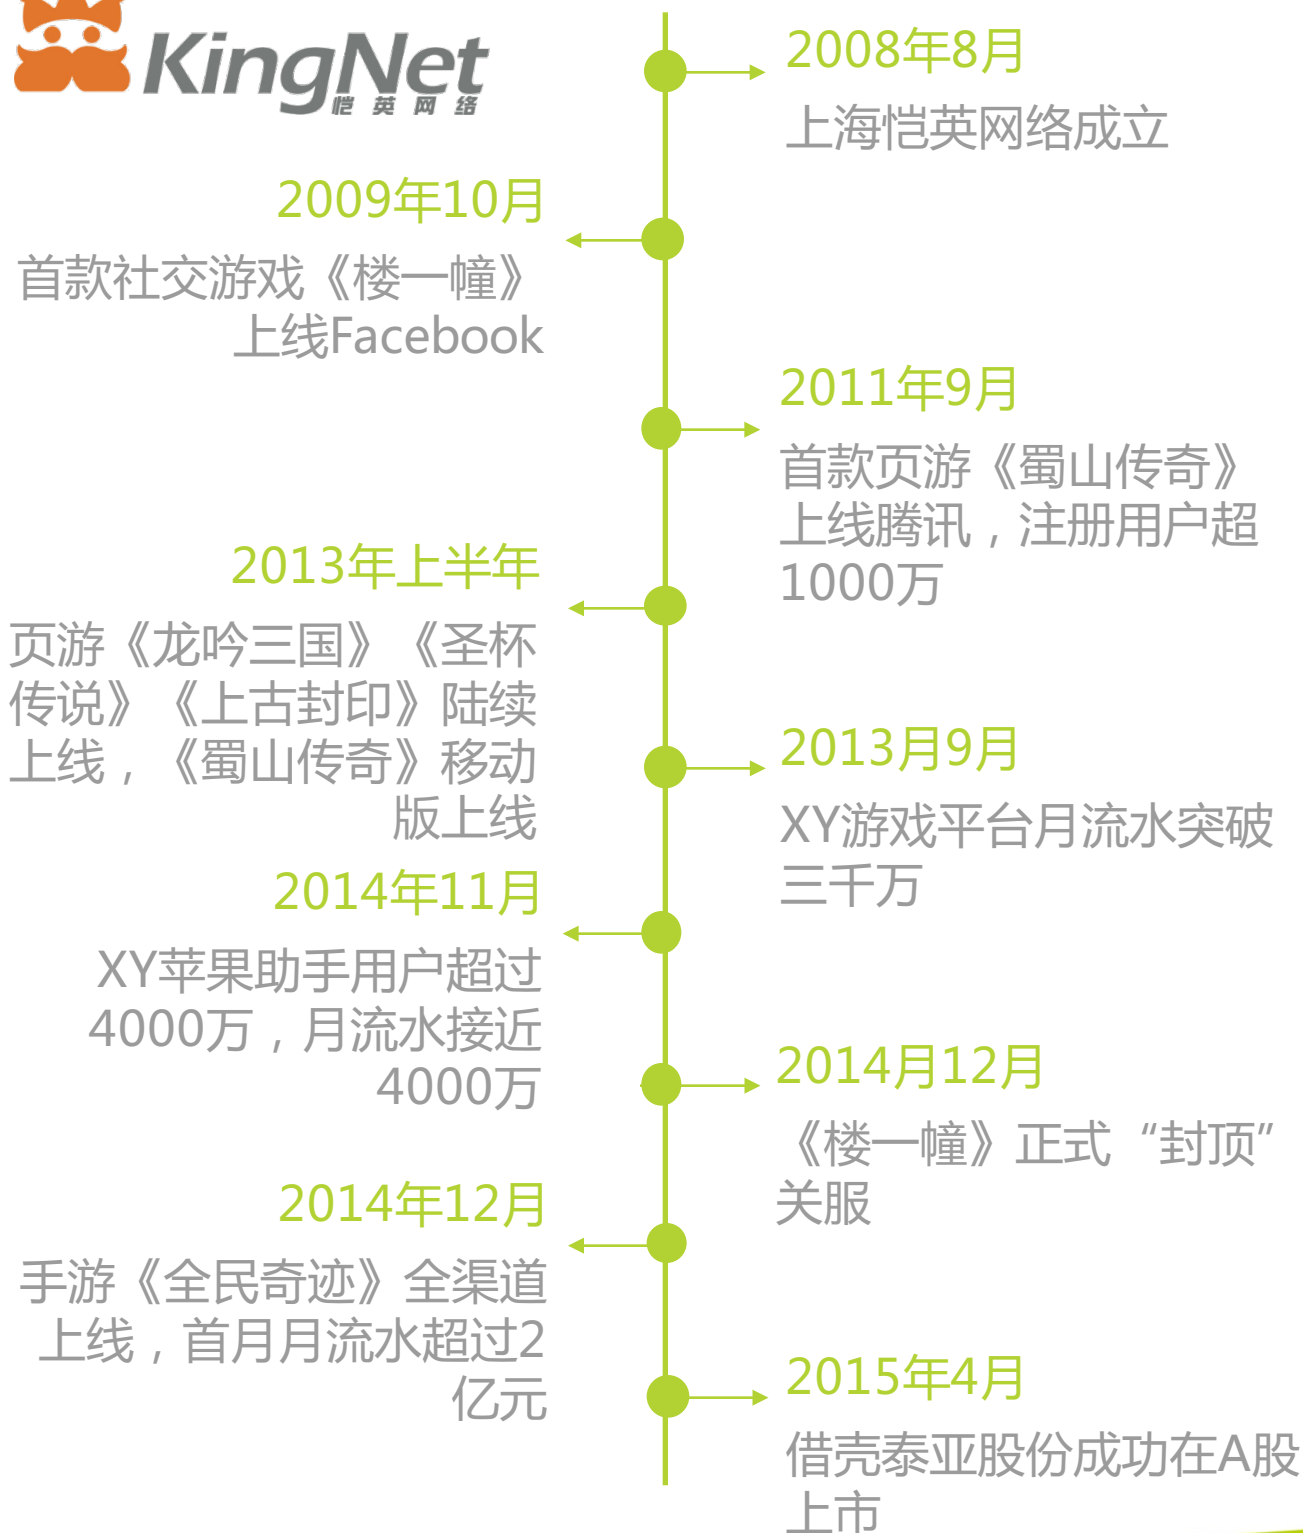 KingNet
恺英网络
2008年8月
上海恺英网络成立
2009年10月
首款社交游戏《楼一幢》
上线Facebook
2011年9月
首款页游《蜀山传奇》
上线腾讯，注册用户超
1000万
2013年上半年
页游《龙吟三国》《圣杯
传说》《上古封印》陆续
上线，《蜀山传奇》移动
版上线
2013月9月
XY游戏平台月流水突破
三千万
2014年11月
XY苹果助手用户超过
4000万，月流水接近
4000万
2014月12月
《楼一幢》正式“封顶”
关服
2014年12月
手游《全民奇迹》全渠道
上线，首月月流水超过2
亿元
2015年4月
借壳泰亚股份成功在A股
上市